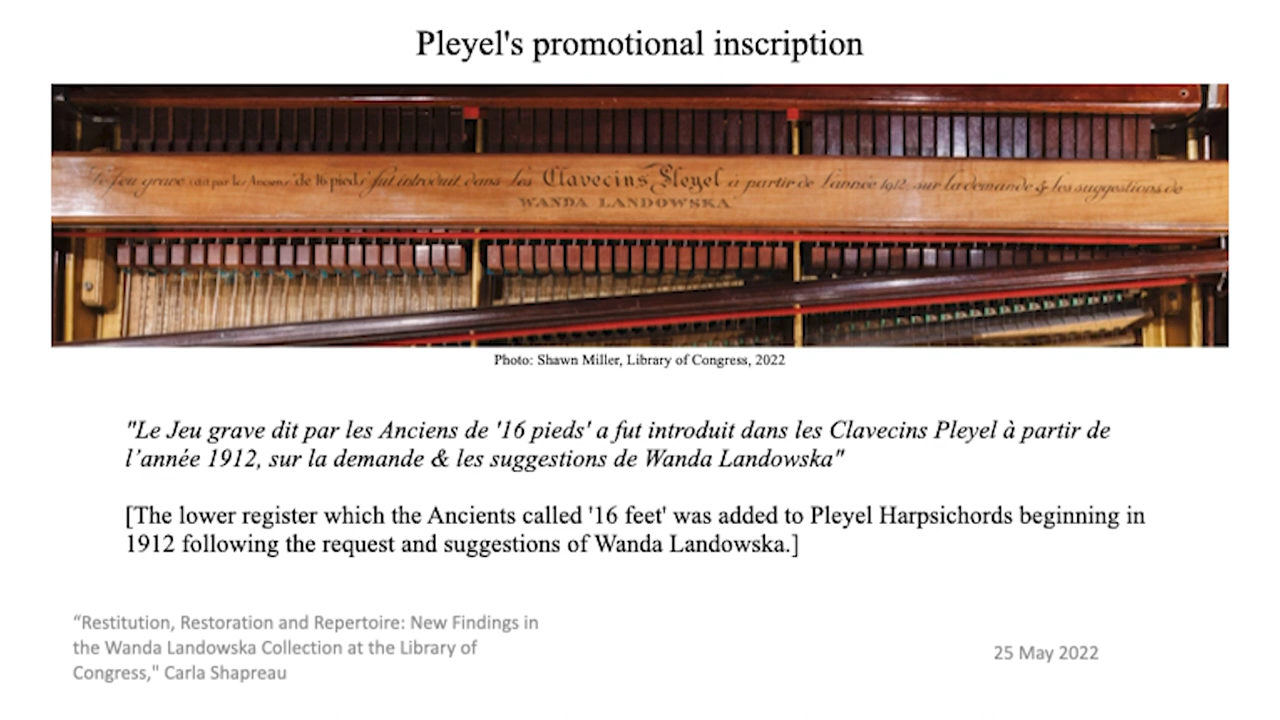 Pleyel's promotional inscription
Le Jeu grave dit par les Anciens 'de 16 pieds' fut introduit dans les Clavecins Pleyel à partir de l'année 1912, sur la demande & les suggestions de
WANDA LANDOWSKA
Photo: Shawn Miller, Library of Congress, 2022
"Le Jeu grave dit par les Anciens de '16 pieds' a fut introduit dans les Clavecins Pleyel à partir de
l'année 1912, sur la demande & les suggestions de Wanda Landowska"
[The lower register which the Ancients called '16 feet' was added to Pleyel Harpsichords beginning in
1912 following the request and suggestions of Wanda Landowska.]
“Restitution, Restoration and Repertoire: New Findings in
the Wanda Landowska Collection at the Library of
Congress," Carla Shapreau
25 May 2022